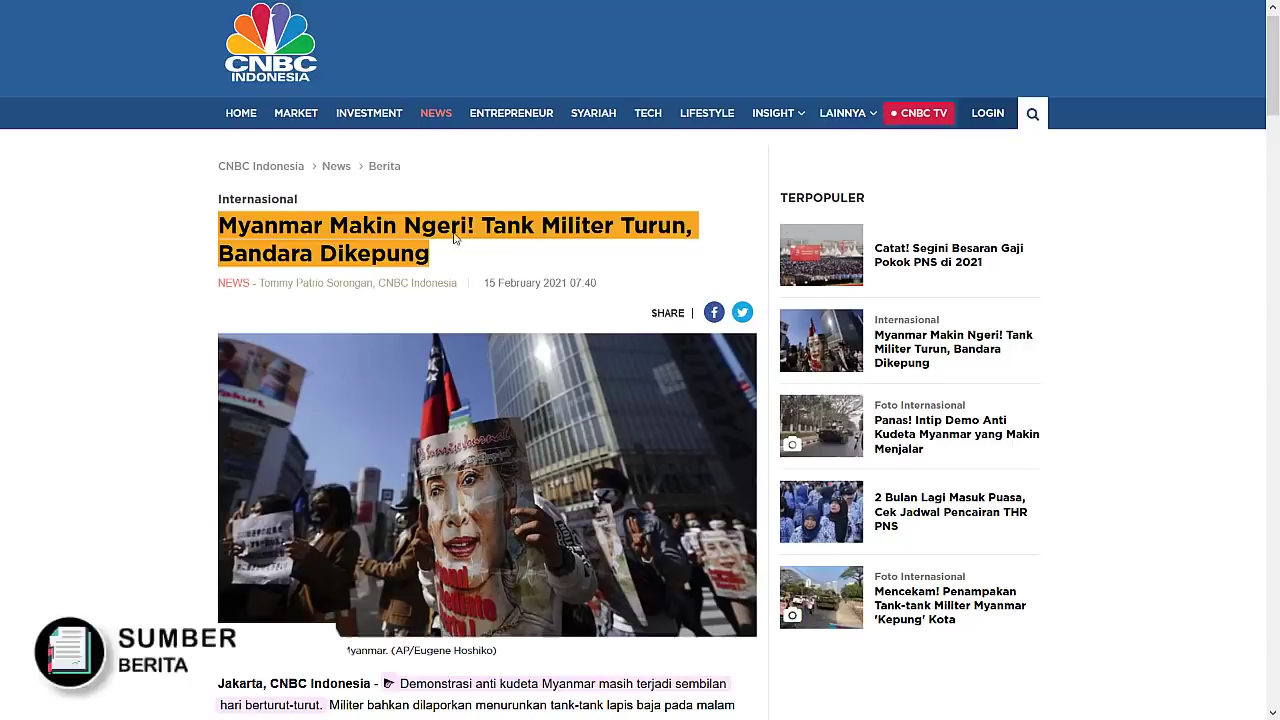 CNBC
INDONESIA
HOME MARKET INVESTMENT NEWS ENTREPRENEUR SYARIAH TECH LIFESTYLE INSIGHT LAINNYA CNBC TV LOGIN
CNBC Indonesia > News > Berita
Internasional
Myanmar Makin Ngeri! Tank Militer Turun,
Bandara Dikepung
NEWS - Tommy Patrio Sorongan, CNBC Indonesia | 15 February 2021 07:40
SHARE |
Myanmar. (AP/Eugene Hoshiko)
Jakarta, CNBC Indonesia - Demonstrasi anti kudeta Myanmar masih terjadi sembilan
hari berturut-turut. Militer bahkan dilaporkan menurunkan tank-tank lapis baja pada malam
TERPOPULER
Catat! Segini Besaran Gaji
Pokok PNS di 2021
Internasional
Myanmar Makin Ngeri! Tank
Militer Turun, Bandara
Dikepung
Foto Internasional
Panas! Intip Demo Anti
Kudeta Myanmar yang Makin
Menjalar
2 Bulan Lagi Masuk Puasa,
Cek Jadwal Pencairan THR
PNS
Foto Internasional
Mencekam! Penampakan
Tank-tank Militer Myanmar
'Kepung' Kota
SUMBER
BERITA